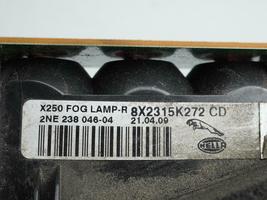 X250 FOG LAMP-R 8X2315K272 CD
2NE 238 046-04 21.04.09
HELLA